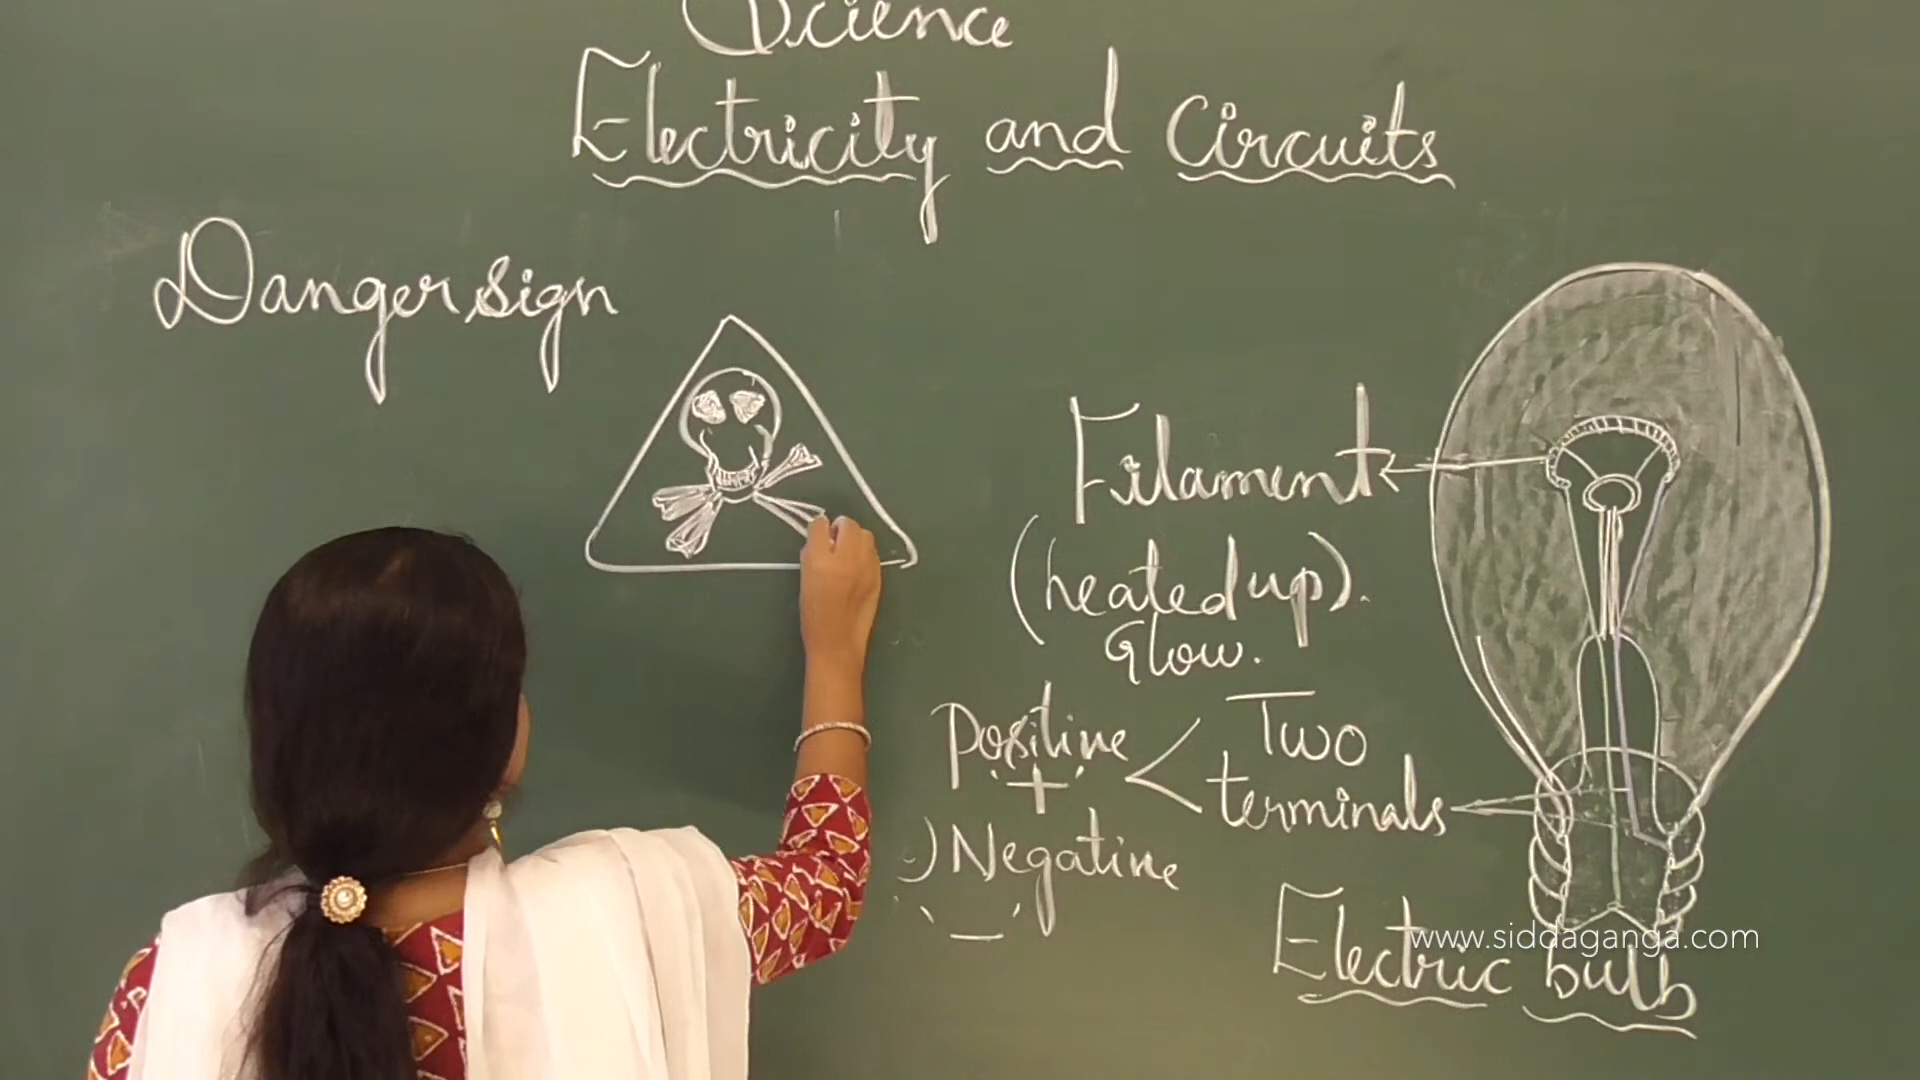 Science
Electricity and Circuits
Danger sign
Filament
(heated up).
Glow.
Positive
+
Two
terminals
Negative
-
Electric bulb
www.siddaganga.com